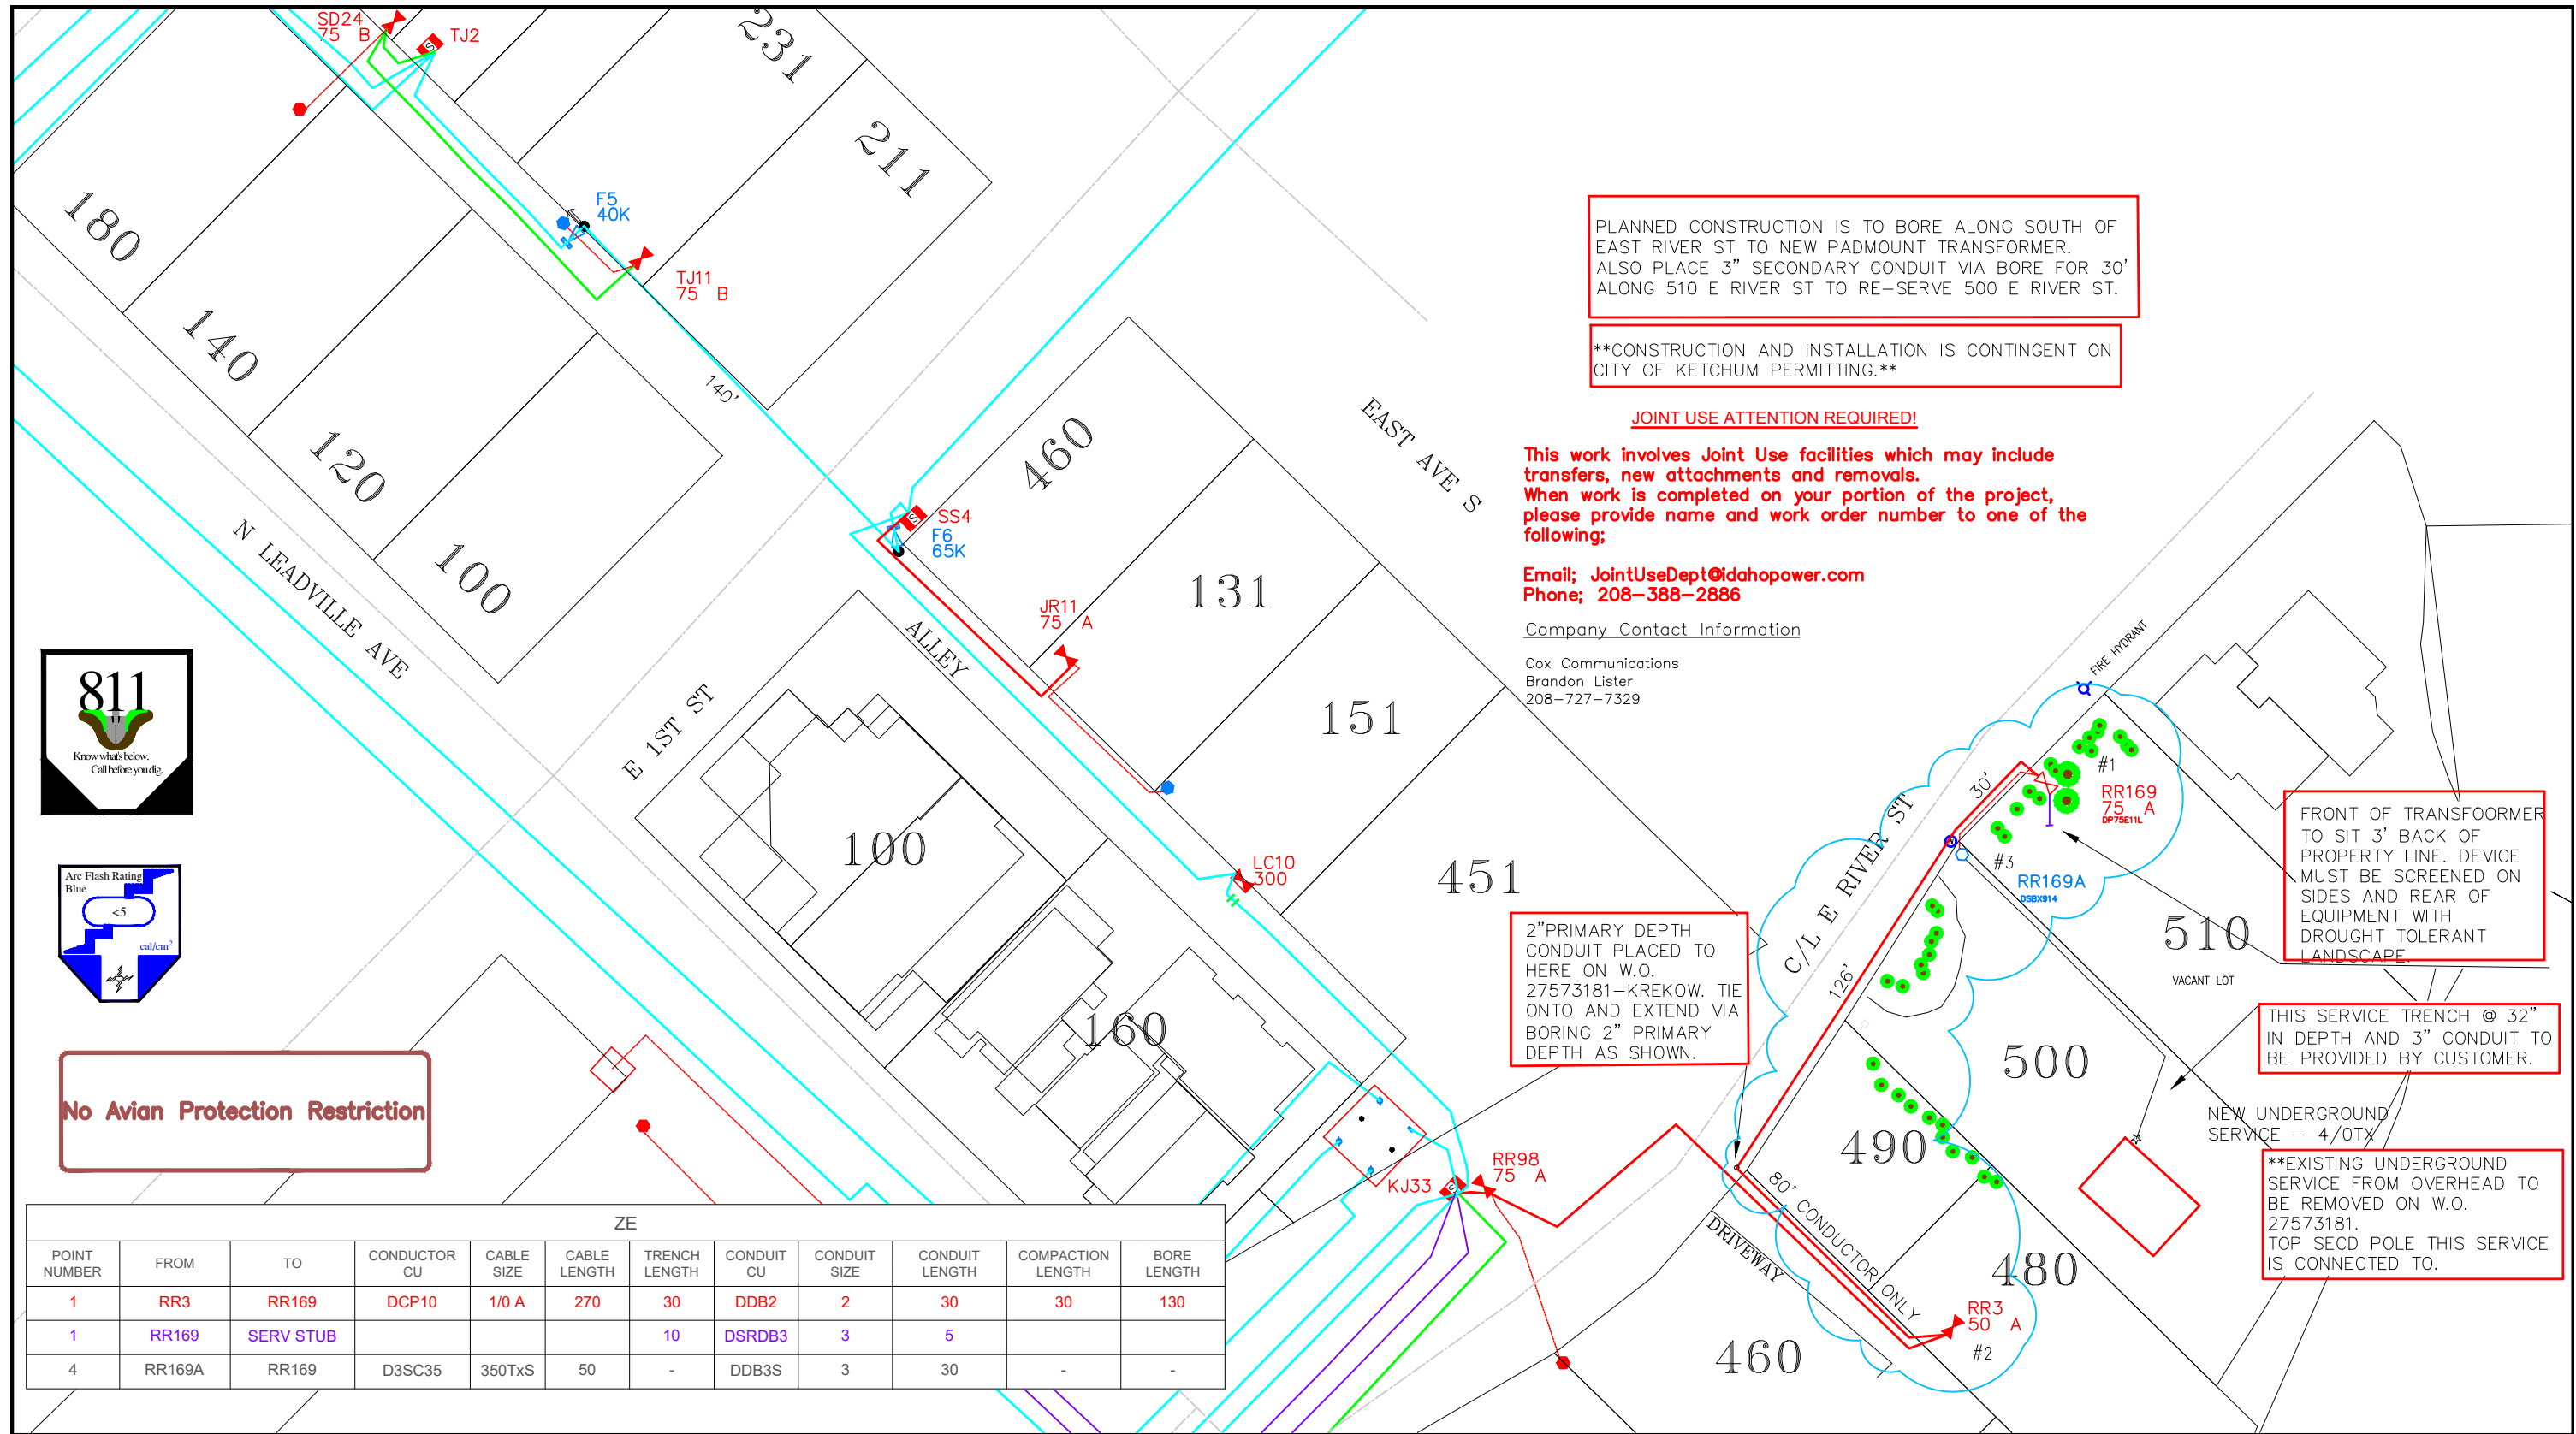 SD24
75 B
TJ2
S
231
211
180
F5
40K
TJ11
75 B
140
120
100
140'
N LEADVILLE AVE
460
EAST AVE S
S
SS4
F6
65K
JR11
75 A
131
ALLEY
151
E 1ST ST
100
LC10
300
451
160
PLANNED CONSTRUCTION IS TO BORE ALONG SOUTH OF
EAST RIVER ST TO NEW PADMOUNT TRANSFORMER.
ALSO PLACE 3" SECONDARY CONDUIT VIA BORE FOR 30'
ALONG 510 E RIVER ST TO RE-SERVE 500 E RIVER ST.
**CONSTRUCTION AND INSTALLATION IS CONTINGENT ON
CITY OF KETCHUM PERMITTING.**
JOINT USE ATTENTION REQUIRED!
This work involves Joint Use facilities which may include
transfers, new attachments and removals.
When work is completed on your portion of the project,
please provide name and work order number to one of the
following;
Email; JointUseDept@idahopower.com
Phone; 208-388-2886
Company Contact Information
Cox Communications
Brandon Lister
208-727-7329
811
Know what's below.
Call before you dig.
Arc Flash Rating
Blue
<5
cal/cm²
No Avian Protection Restriction
FIRE HYDRANT
#1
30'
RR169
75 A
DP75E11L
#3
RR169A
DSBX914
C/L E RIVER ST
126'
510
VACANT LOT
FRONT OF TRANSFOORMER
TO SIT 3' BACK OF
PROPERTY LINE. DEVICE
MUST BE SCREENED ON
SIDES AND REAR OF
EQUIPMENT WITH
DROUGHT TOLERANT
LANDSCAPE.
2"PRIMARY DEPTH
CONDUIT PLACED TO
HERE ON W.O.
27573181-KREKOW. TIE
ONTO AND EXTEND VIA
BORING 2" PRIMARY
DEPTH AS SHOWN.
THIS SERVICE TRENCH @ 32"
IN DEPTH AND 3" CONDUIT TO
BE PROVIDED BY CUSTOMER.
500
NEW UNDERGROUND
SERVICE - 4/0TX
490
**EXISTING UNDERGROUND
SERVICE FROM OVERHEAD TO
BE REMOVED ON W.O.
27573181.
TOP SECD POLE THIS SERVICE
IS CONNECTED TO.
RR98
75 A
KJ33
S
80' CONDUCTOR ONLY
DRIVEWAY
480
RR3
50 A
#2
460
ZE
POINT NUMBER FROM TO CONDUCTOR CU CABLE SIZE CABLE LENGTH TRENCH LENGTH CONDUIT CU CONDUIT SIZE CONDUIT LENGTH COMPACTION LENGTH BORE LENGTH
1 RR3 RR169 DCP10 1/0 A 270 30 DDB2 2 30 30 130
1 RR169 SERV STUB 10 DSRDB3 3 5
4 RR169A RR169 D3SC35 350TxS 50 - DDB3S 3 30 - -